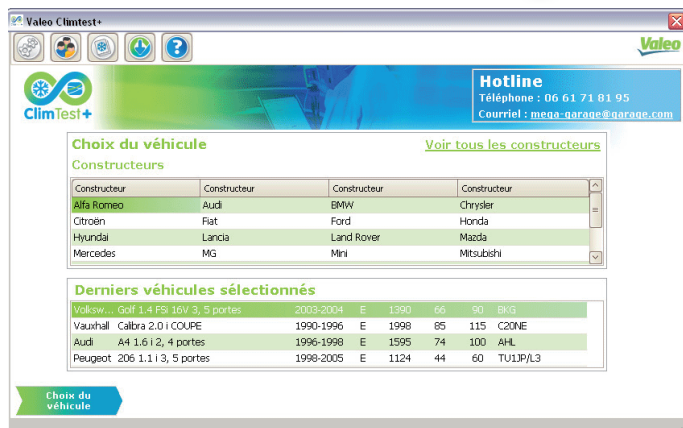 Valeo Climtest+
Valeo
ClimTest+
Hotline
Téléphone : 06 61 71 81 95
Courriel : mega-garage@garage.com
Choix du véhicule
Voir tous les constructeurs
Constructeurs
Constructeur Constructeur Constructeur Constructeur
Alfa Romeo Audi BMW Chrysler
Citroën Fiat Ford Honda
Hyundai Lancia Land Rover Mazda
Mercedes MG Mini Mitsubishi
Derniers véhicules sélectionnés
Volksw... Golf 1.4 FSi 16V 3, 5 portes 2003-2004 E 1390 66 90 BKG
Vauxhall Calibra 2.0 i COUPE 1990-1996 E 1998 85 115 C20NE
Audi A4 1.6 i 2, 4 portes 1996-1998 E 1595 74 100 AHL
Peugeot 206 1.1 i 3, 5 portes 1998-2005 E 1124 44 60 TU1JP/L3
Choix du
véhicule